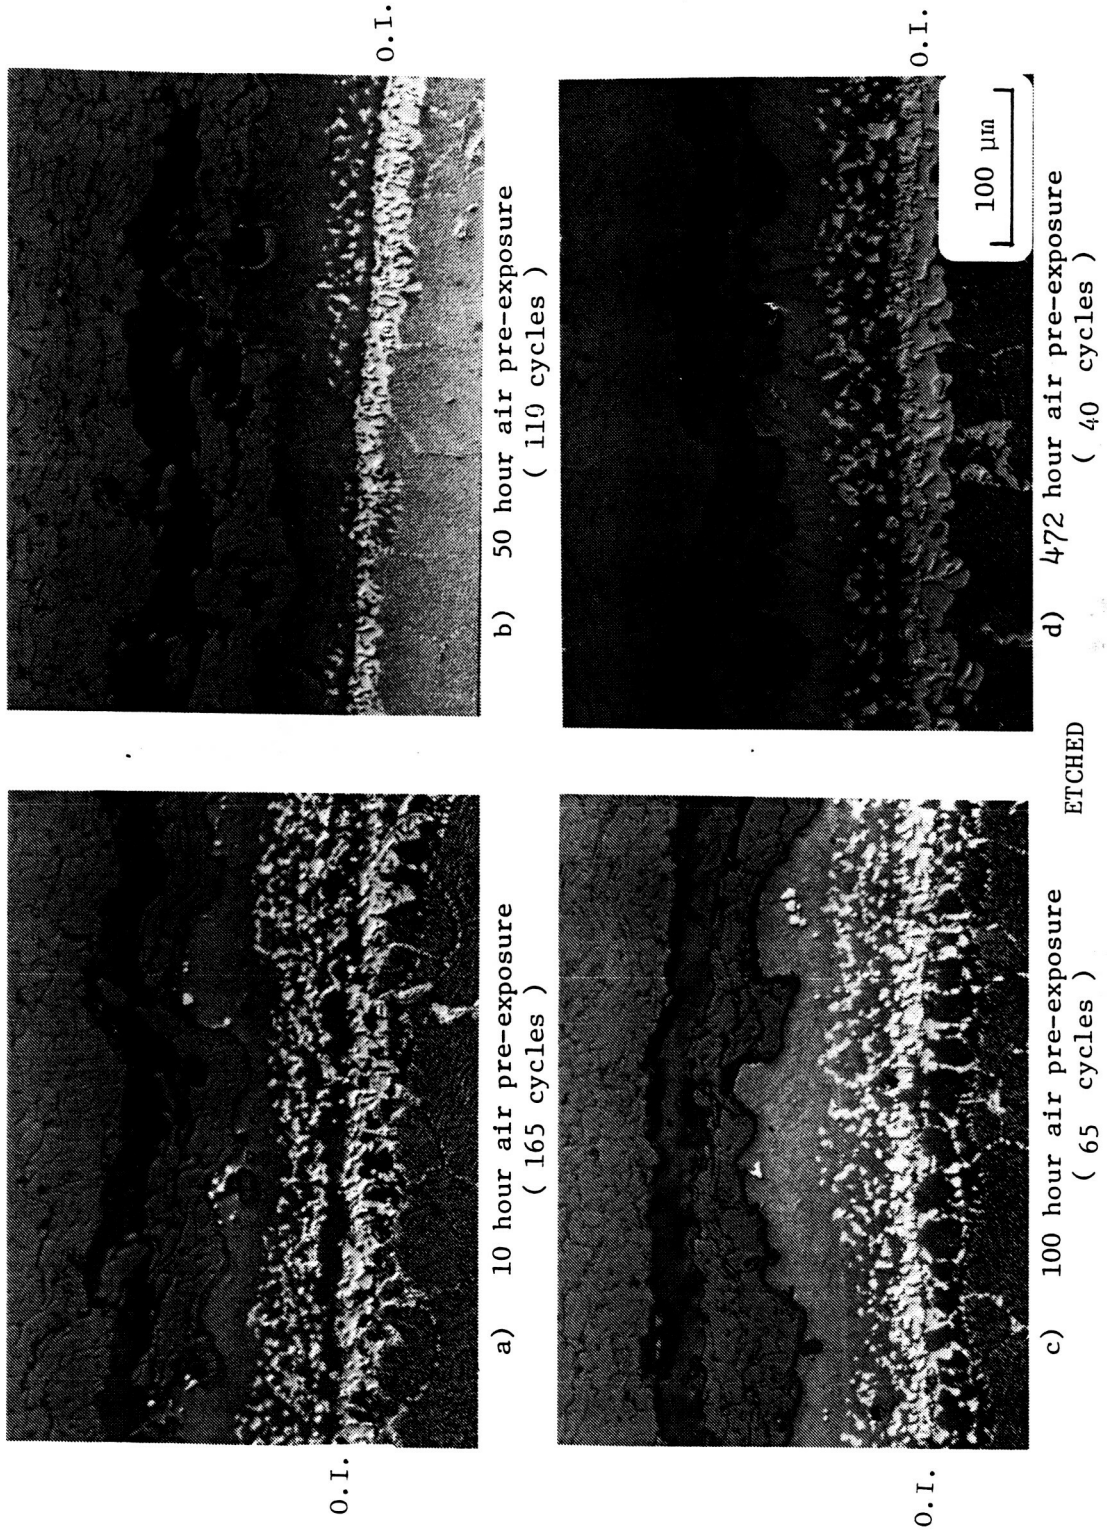 O.I.
a) 10 hour air pre-exposure
( 165 cycles )
b) 50 hour air pre-exposure
( 119 cycles )
O.I.
O.I.
c) 100 hour air pre-exposure
( 65 cycles )
d) 472 hour air pre-exposure
( 40 cycles )
O.I.
100 μm
ETCHED